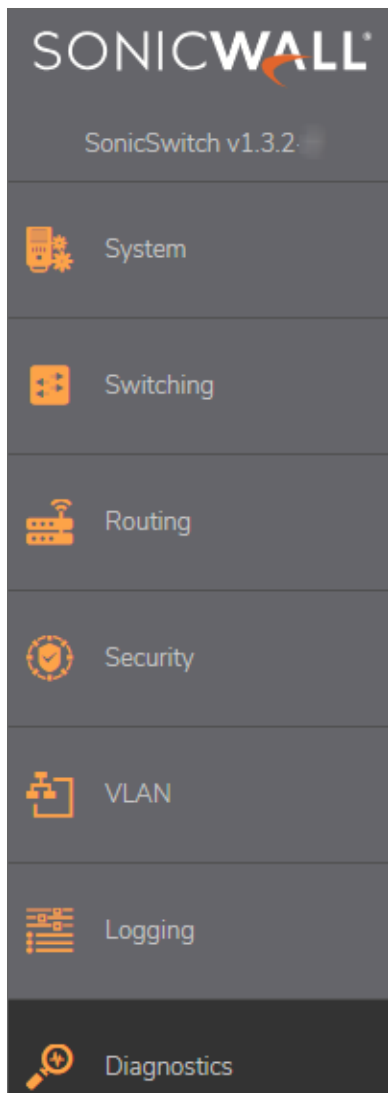 SONICWALL®
SonicSwitch v1.3.2-
System
Switching
Routing
Security
VLAN
Logging
Diagnostics